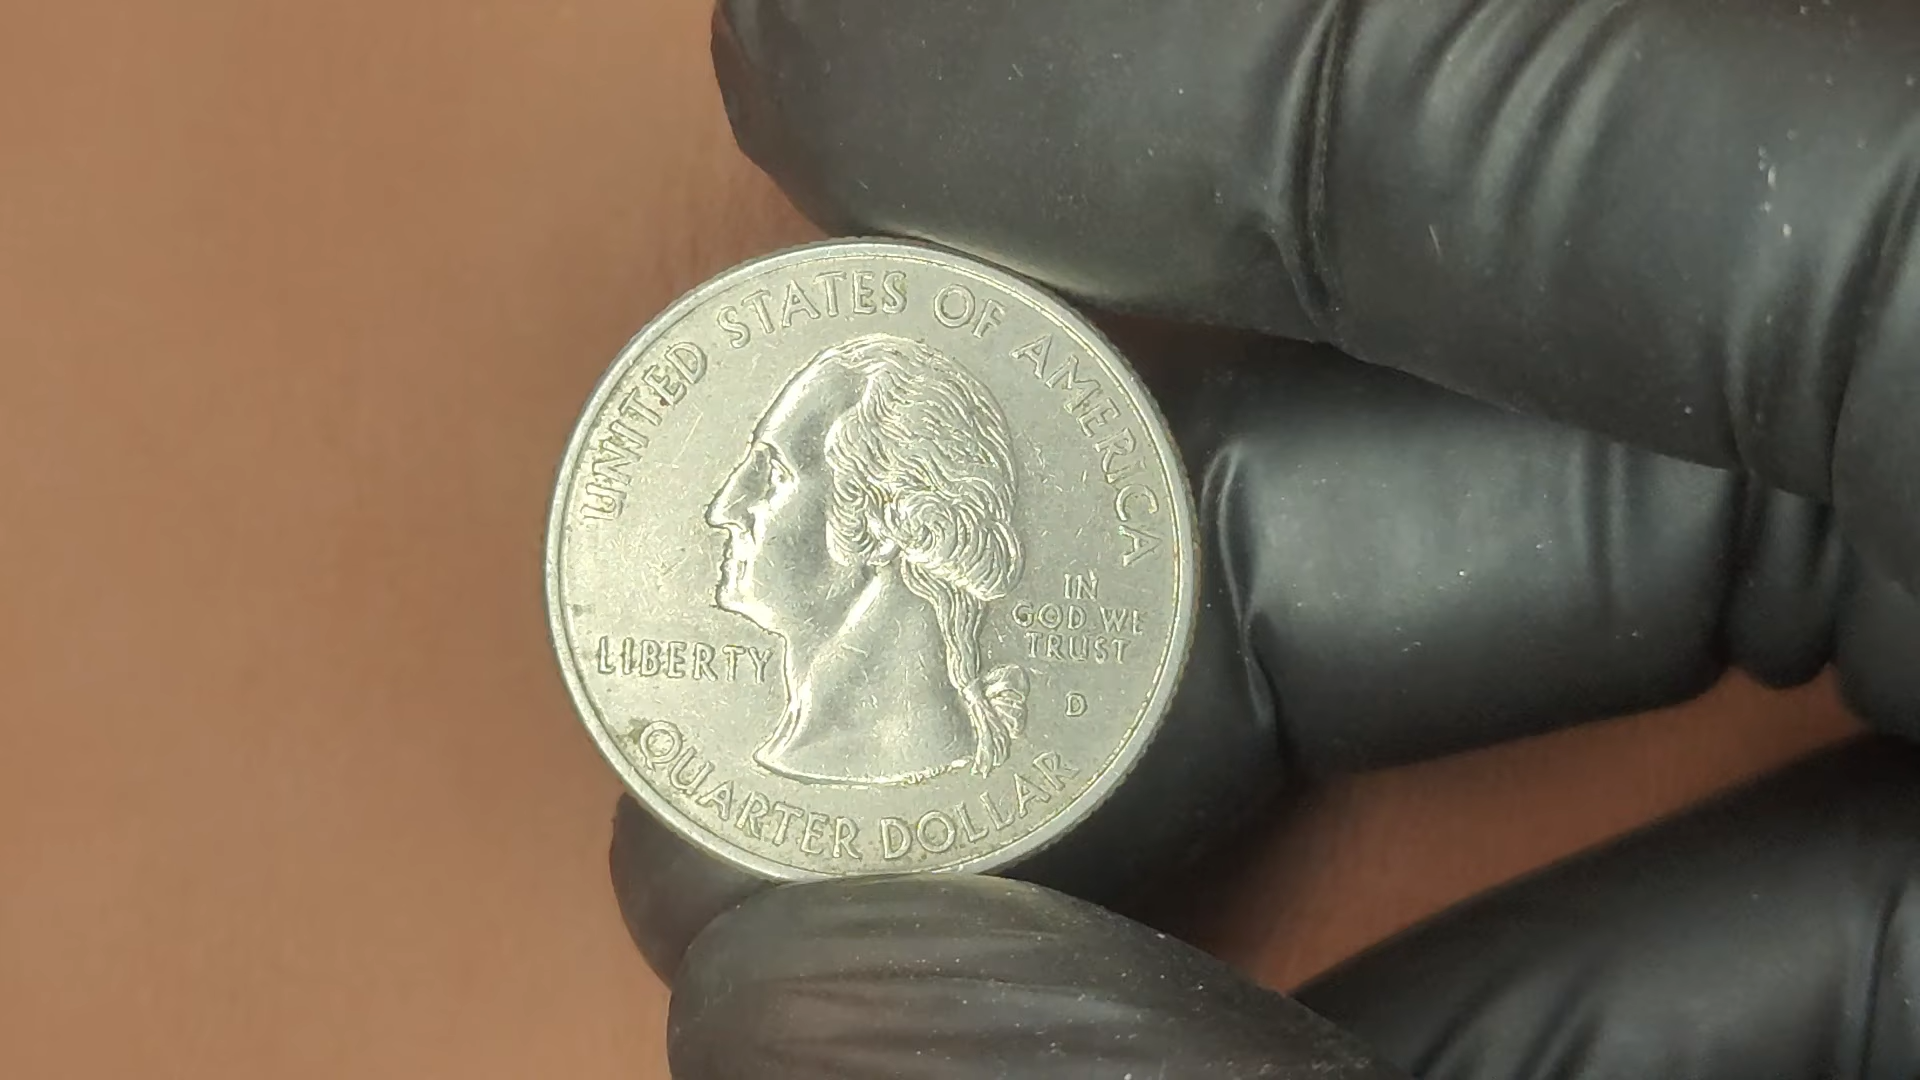 UNITED STATES OF AMERICA
LIBERTY
IN
GOD WE
TRUST
D
QUARTER DOLLAR